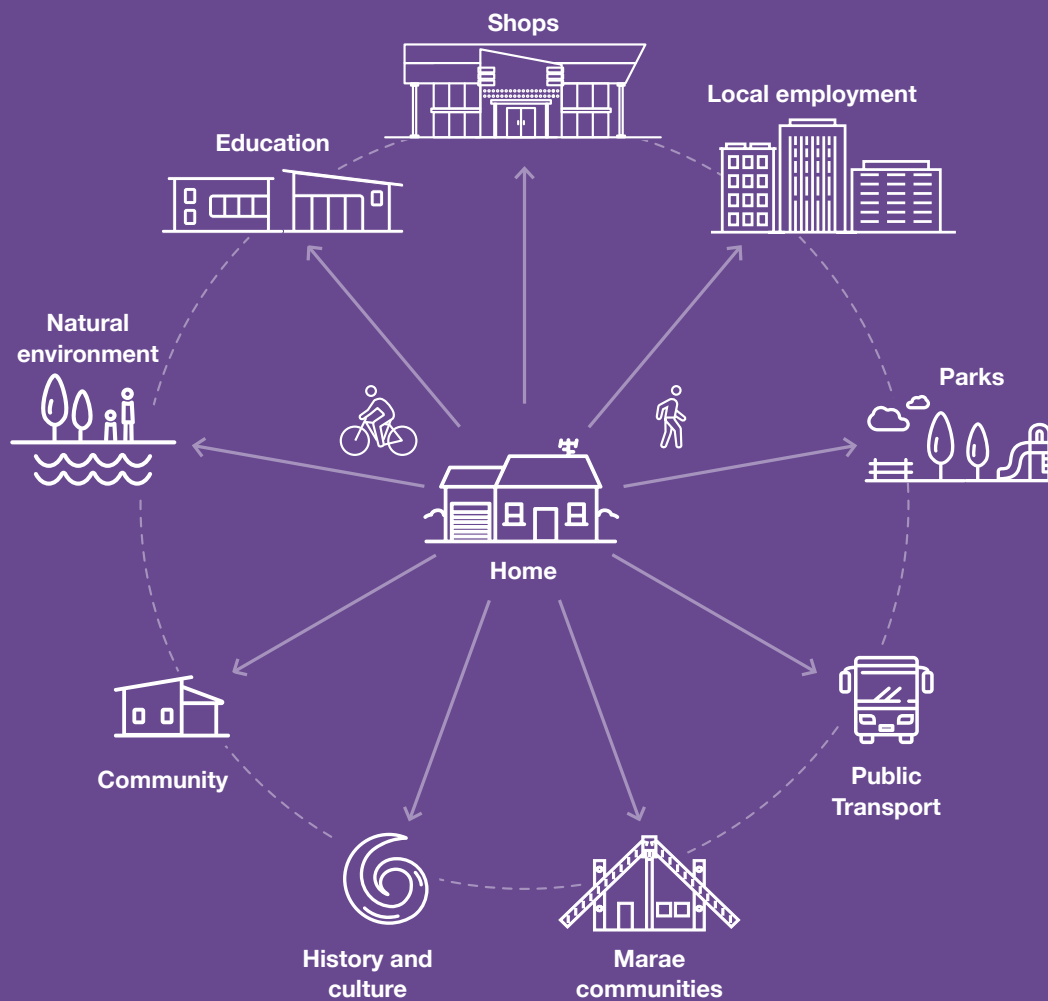 Shops
Local employment
Education
Natural
environment
Parks
Home
Community
Public
Transport
History and
culture
Marae
communities